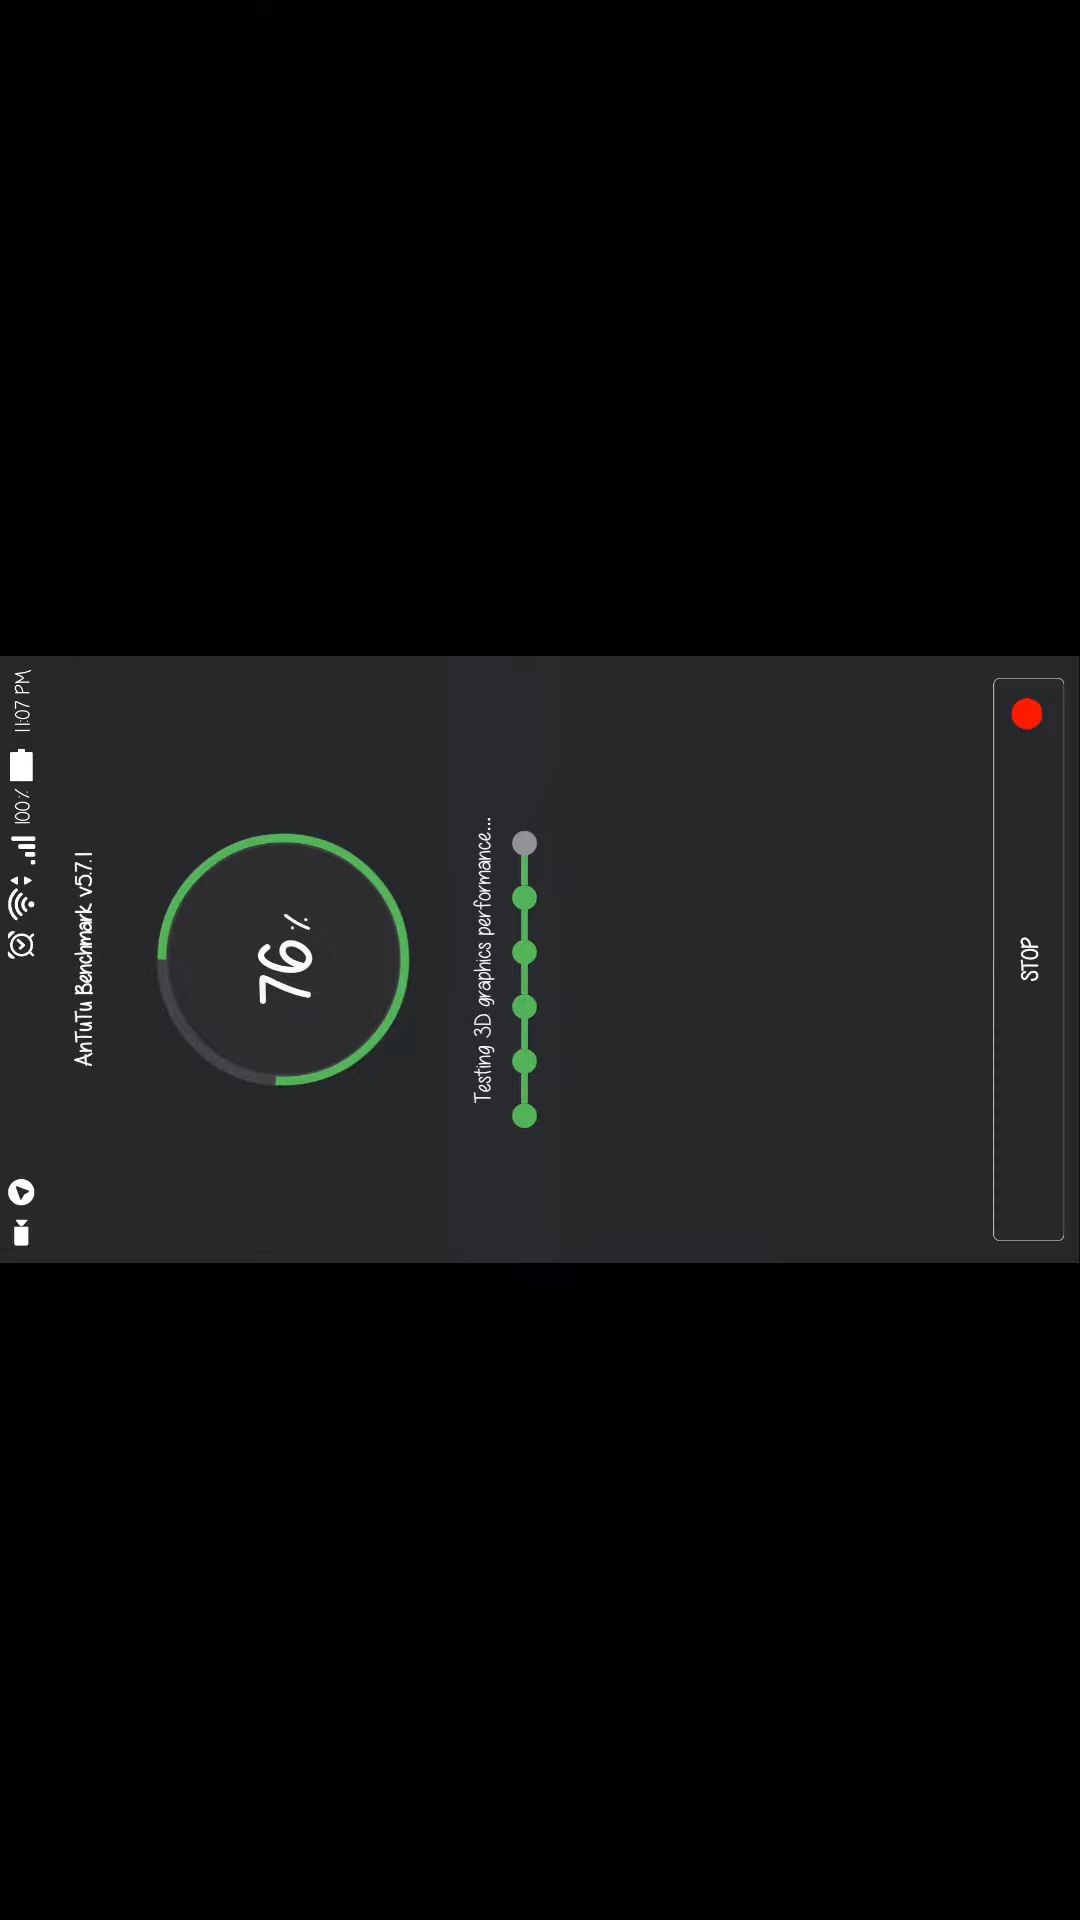 100% 11:07 PM
AnTuTu Benchmark v5.7.1
76%
Testing 3D graphics performance...
STOP